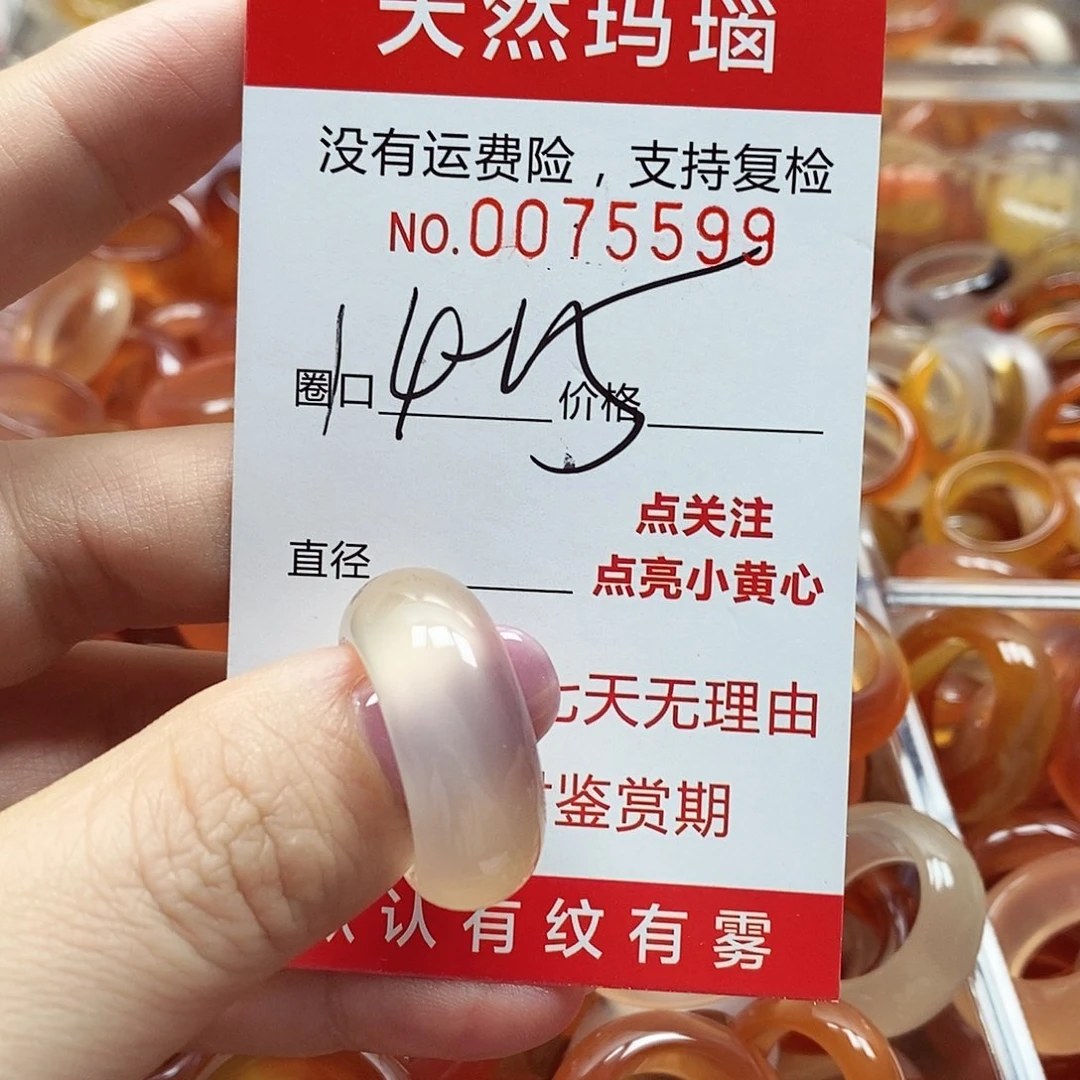 天然玛瑙
没有运费险，支持复检
NO.0075599
圈口 价格
直径
点关注
点亮小黄心
七天无理由
鉴赏期
认有纹有雾